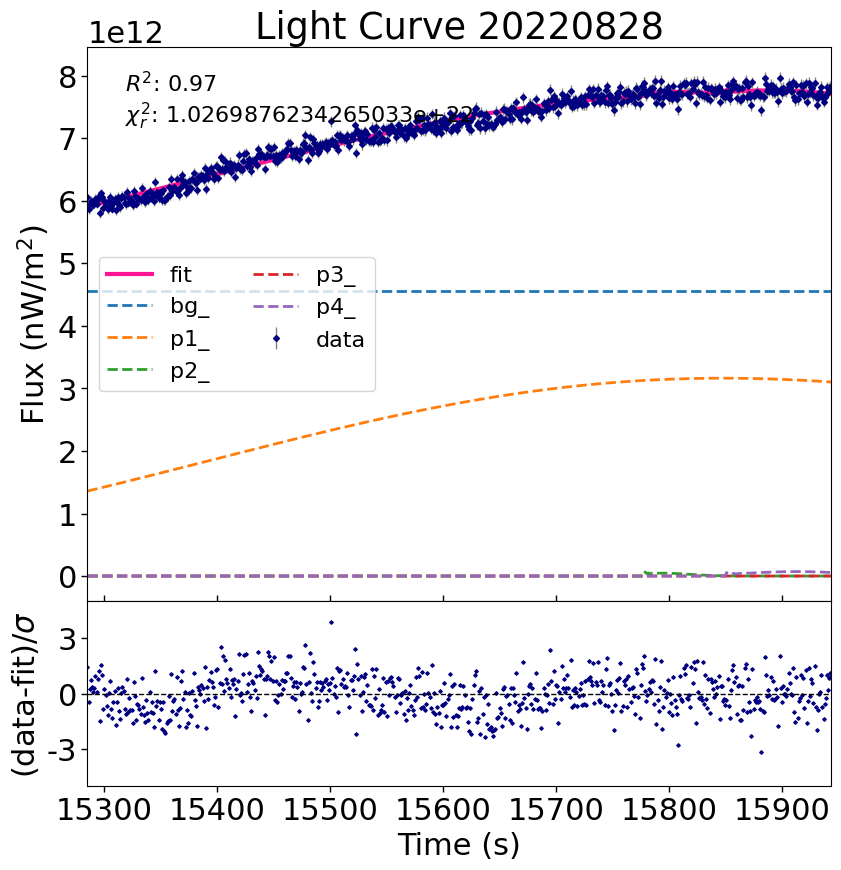 Light Curve 20220828
1e12
R²: 0.97
χ²ᵣ: 1.0269876234265033e+22
8
7
6
5
4
3
2
1
0
Flux (nW/m²)
fit
bg_
p1_
p2_
p3_
p4_
data
3
0
-3
(data-fit)/σ
15300 15400 15500 15600 15700 15800 15900
Time (s)